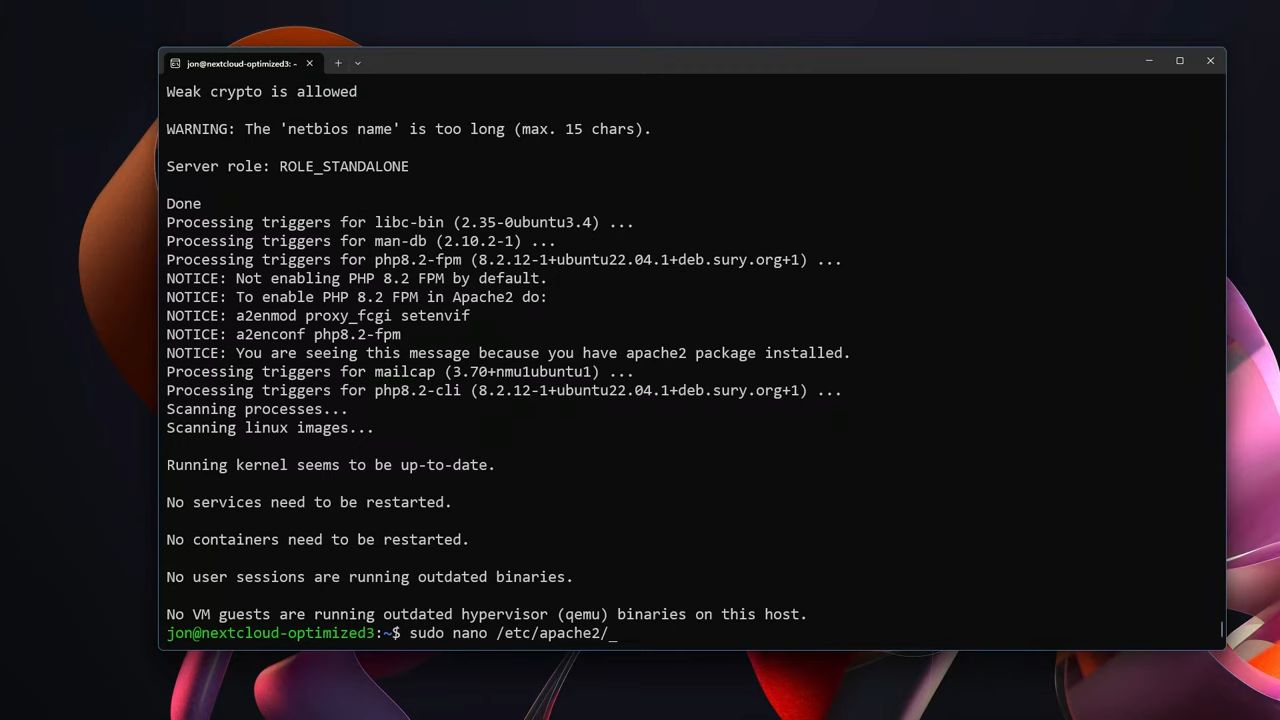 jon@nextcloud-optimized3: ~
Weak crypto is allowed
WARNING: The 'netbios name' is too long (max. 15 chars).
Server role: ROLE_STANDALONE
Done
Processing triggers for libc-bin (2.35-0ubuntu3.4) ...
Processing triggers for man-db (2.10.2-1) ...
Processing triggers for php8.2-fpm (8.2.12-1+ubuntu22.04.1+deb.sury.org+1) ...
NOTICE: Not enabling PHP 8.2 FPM by default.
NOTICE: To enable PHP 8.2 FPM in Apache2 do:
NOTICE: a2enmod proxy_fcgi setenvif
NOTICE: a2enconf php8.2-fpm
NOTICE: You are seeing this message because you have apache2 package installed.
Processing triggers for mailcap (3.70+nmu1ubuntu1) ...
Processing triggers for php8.2-cli (8.2.12-1+ubuntu22.04.1+deb.sury.org+1) ...
Scanning processes...
Scanning linux images...
Running kernel seems to be up-to-date.
No services need to be restarted.
No containers need to be restarted.
No user sessions are running outdated binaries.
No VM guests are running outdated hypervisor (qemu) binaries on this host.
jon@nextcloud-optimized3:~$ sudo nano /etc/apache2/_